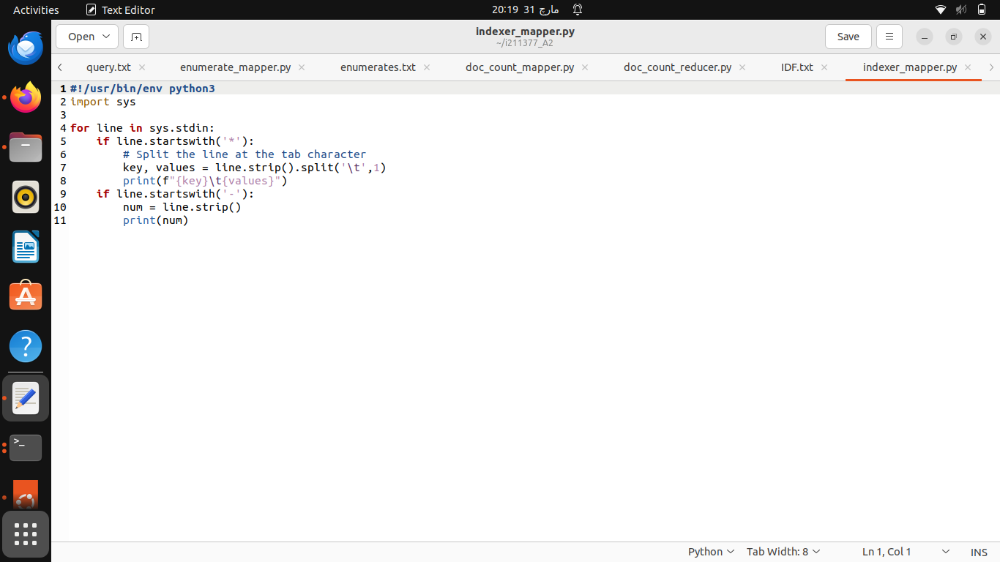 Activities
Text Editor
20:19 31 مارچ
Open
indexer_mapper.py
~/i211377_A2
Save
query.txt
enumerate_mapper.py
enumerates.txt
doc_count_mapper.py
doc_count_reducer.py
IDF.txt
indexer_mapper.py
1 #!/usr/bin/env python3
2 import sys
3
4 for line in sys.stdin:
5     if line.startswith('*'):
6         # Split the line at the tab character
7         key, values = line.strip().split('\t',1)
8         print(f"{key}\t{values}")
9     if line.startswith('-'):
10         num = line.strip()
11         print(num)
Python
Tab Width: 8
Ln 1, Col 1
INS